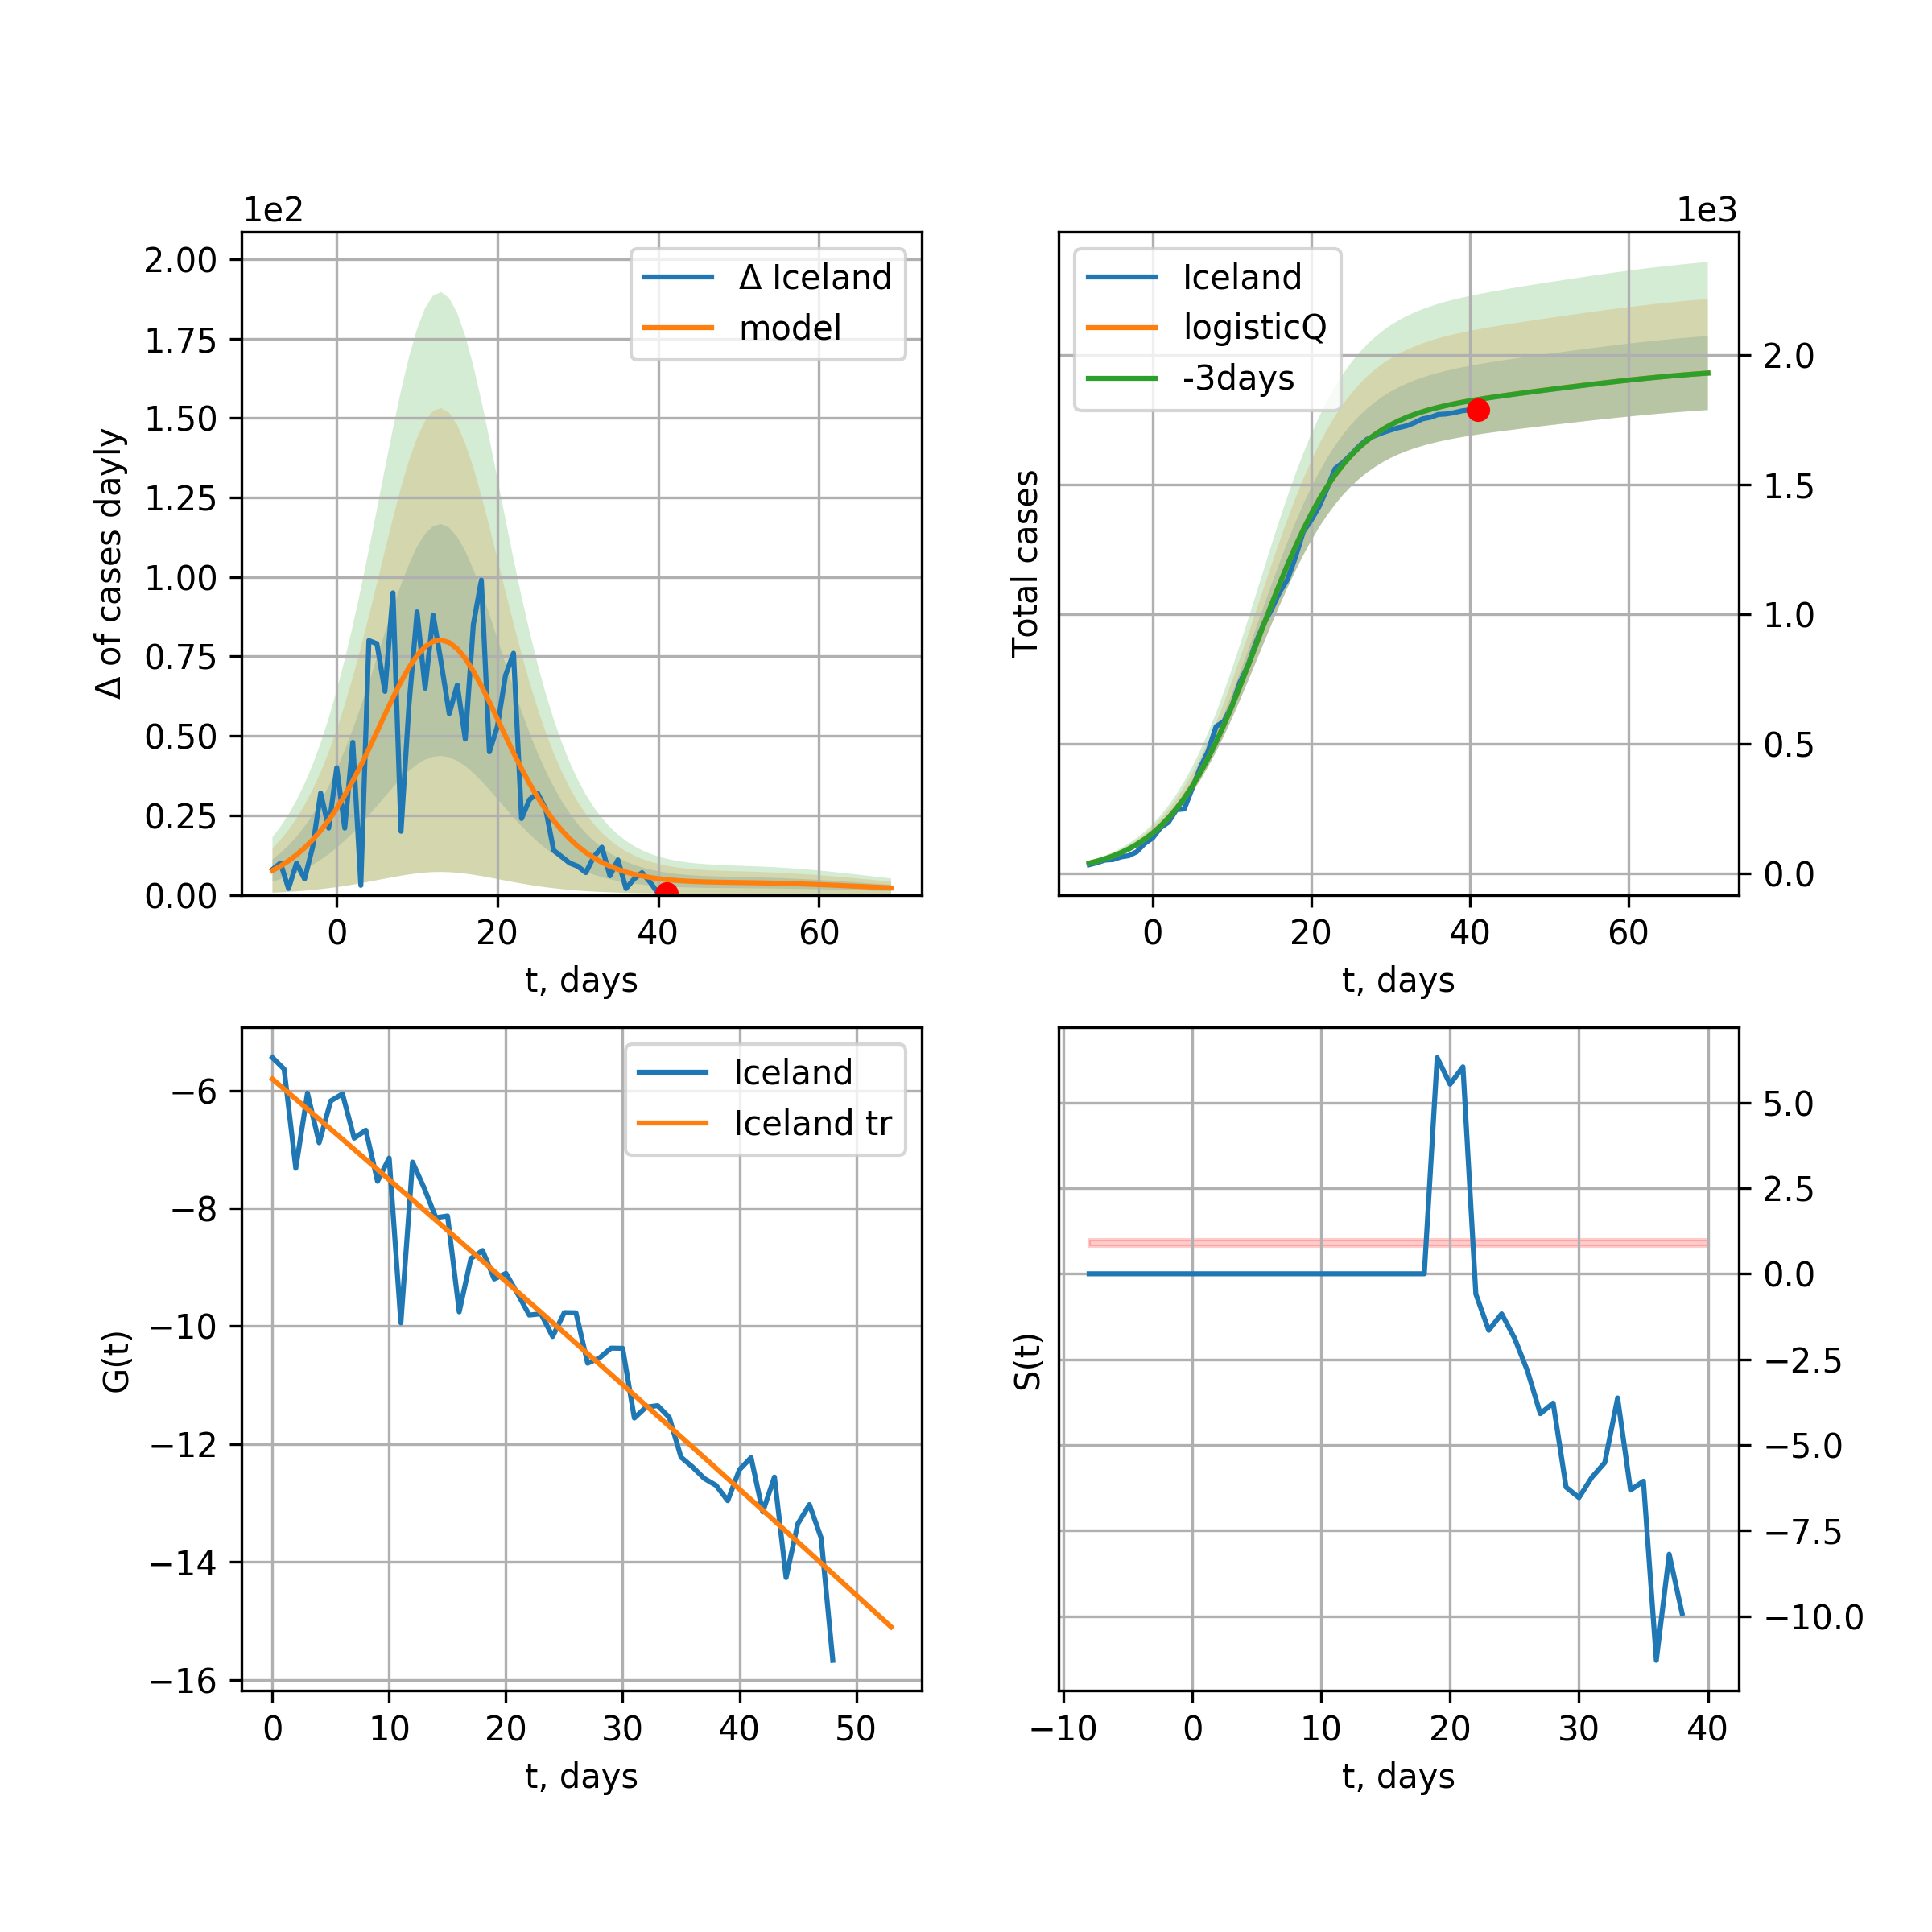 1e2
2.00
1.75
1.50
1.25
1.00
0.75
0.50
0.25
0.00
Δ of cases dayly
Δ Iceland
model
0
20
40
60
t, days
1e3
Iceland
logisticQ
-3days
Total cases
2.0
1.5
1.0
0.5
0.0
0
20
40
60
t, days
−6
−8
−10
−12
−14
−16
G(t)
Iceland
Iceland tr
0
10
20
30
40
50
t, days
S(t)
5.0
2.5
0.0
−2.5
−5.0
−7.5
−10.0
−10
0
10
20
30
40
t, days